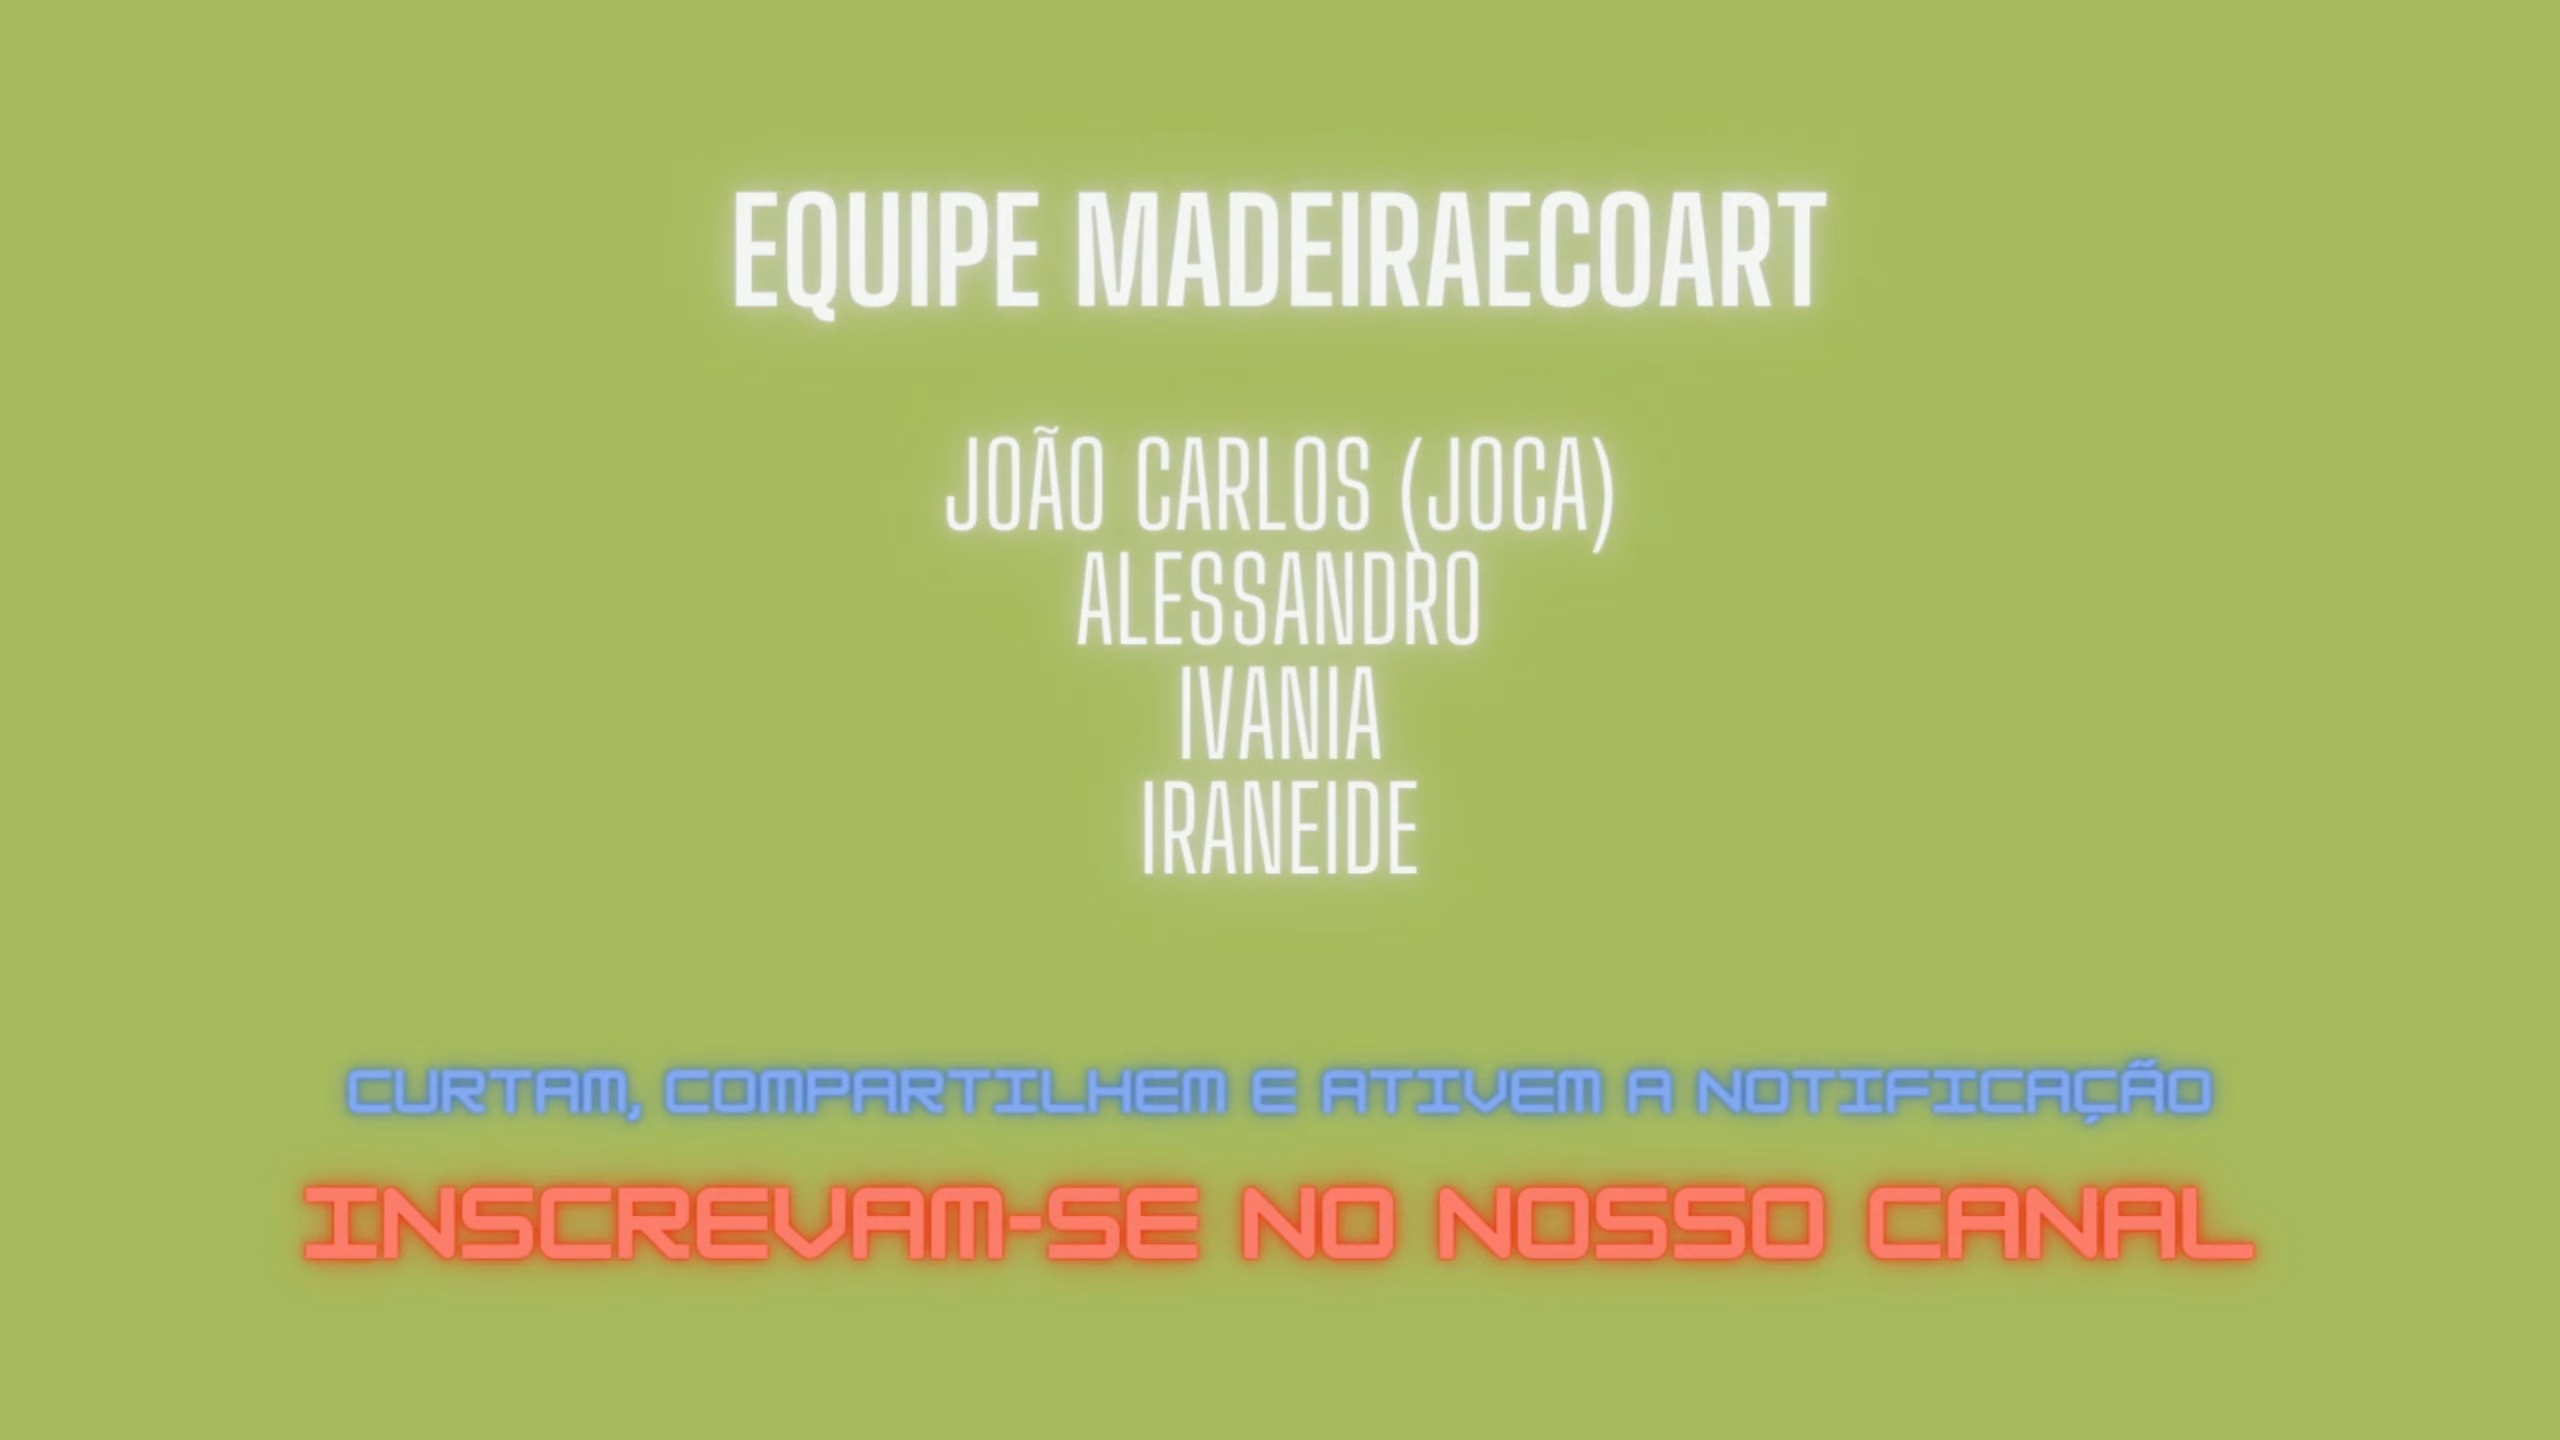 EQUIPE MADEIRAECOART
JOÃO CARLOS (JOCA)
ALESSANDRO
IVANIA
IRANEIDE
CURTAM, COMPARTILHEM E ATIVEM A NOTIFICAÇÃO
INSCREVAM-SE NO NOSSO CANAL